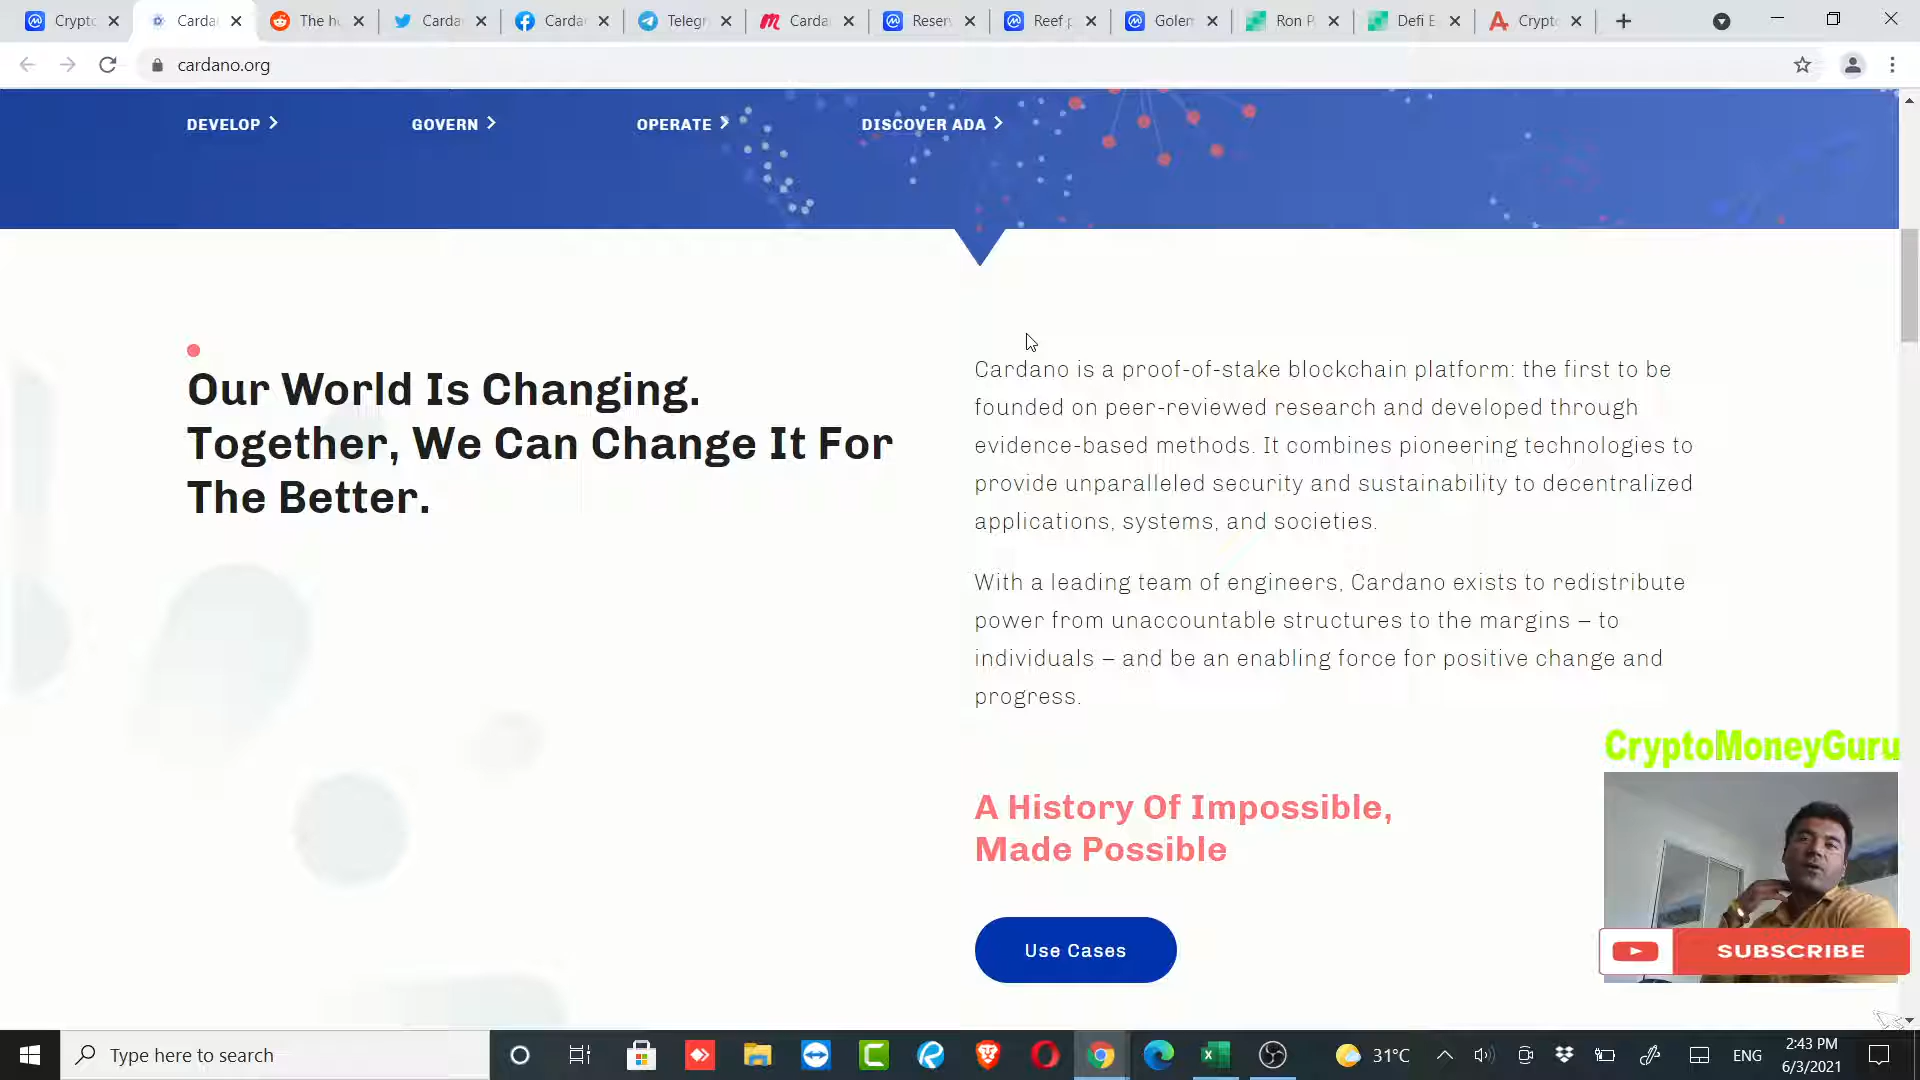 Crypto
Carda
The h
Carda
Carda
Telegr
Carda
Reser
Reef p
Golem
Ron P
Defi E
Crypto
cardano.org
DEVELOP
GOVERN
OPERATE
DISCOVER ADA
Our World Is Changing.
Together, We Can Change It For
The Better.
Cardano is a proof-of-stake blockchain platform: the first to be
founded on peer-reviewed research and developed through
evidence-based methods. It combines pioneering technologies to
provide unparalleled security and sustainability to decentralized
applications, systems, and societies.
With a leading team of engineers, Cardano exists to redistribute
power from unaccountable structures to the margins – to
individuals – and be an enabling force for positive change and
progress.
A History Of Impossible,
Made Possible
Use Cases
CryptoMoneyGuru
SUBSCRIBE
Type here to search
31°C
ENG
2:43 PM
6/3/2021